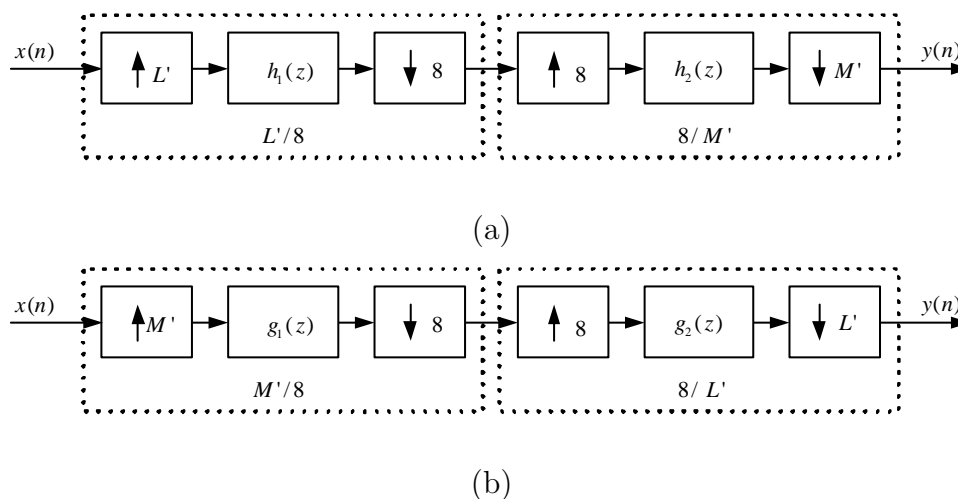 x(n) L' h₁(z) 8 8 h₂(z) M' y(n)
L'/8 8/M'
(a)
x(n) M' g₁(z) 8 8 g₂(z) L' y(n)
M'/8 8/L'
(b)